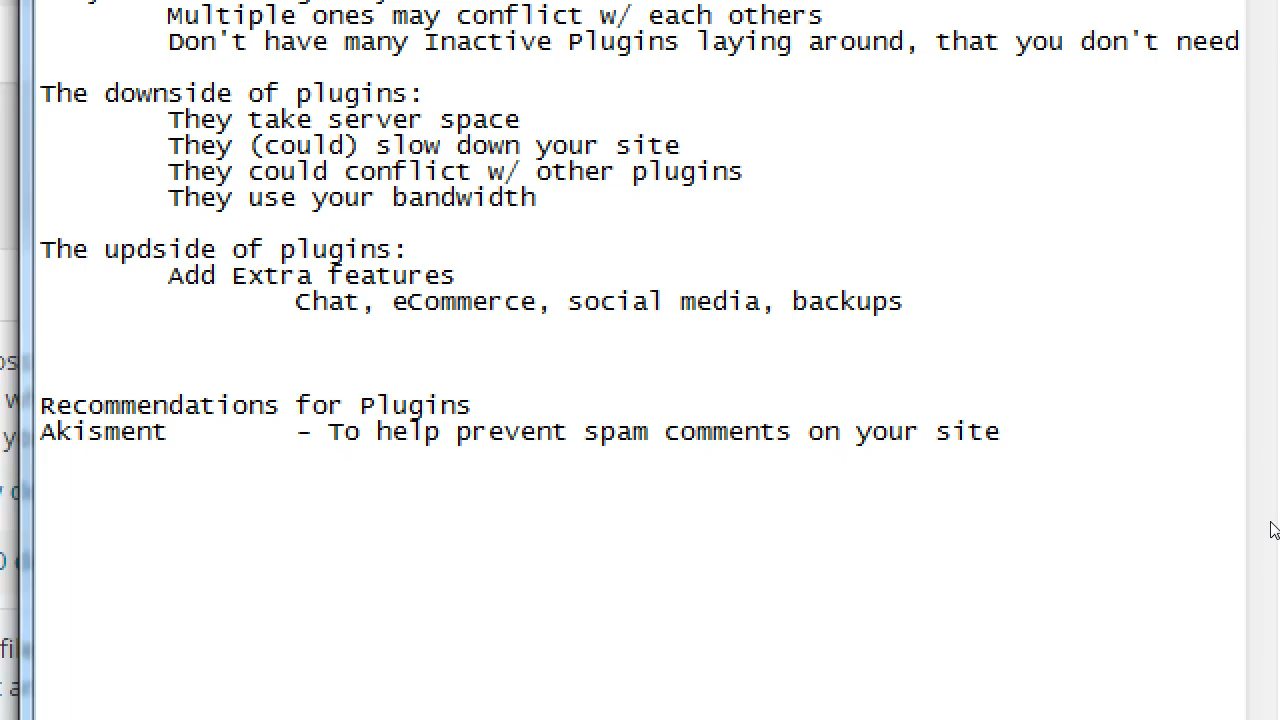 Multiple ones may conflict w/ each others
Don't have many Inactive Plugins laying around, that you don't need
The downside of plugins:
They take server space
They (could) slow down your site
They could conflict w/ other plugins
They use your bandwidth
The updside of plugins:
Add Extra features
Chat, eCommerce, social media, backups
Recommendations for Plugins
Akisment - To help prevent spam comments on your site